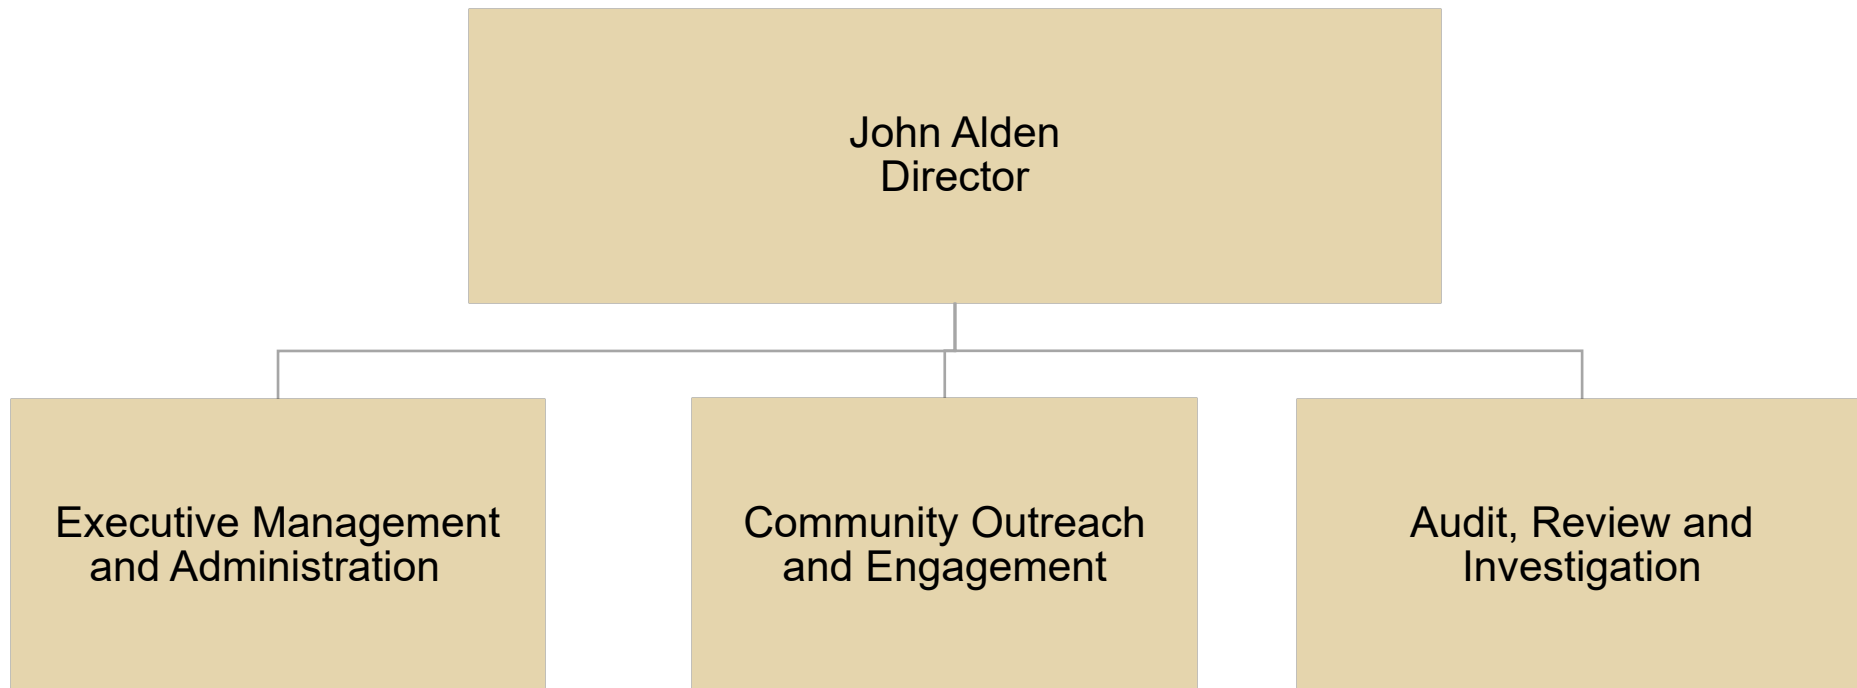 John Alden
Director
Executive Management
and Administration
Community Outreach
and Engagement
Audit, Review and
Investigation